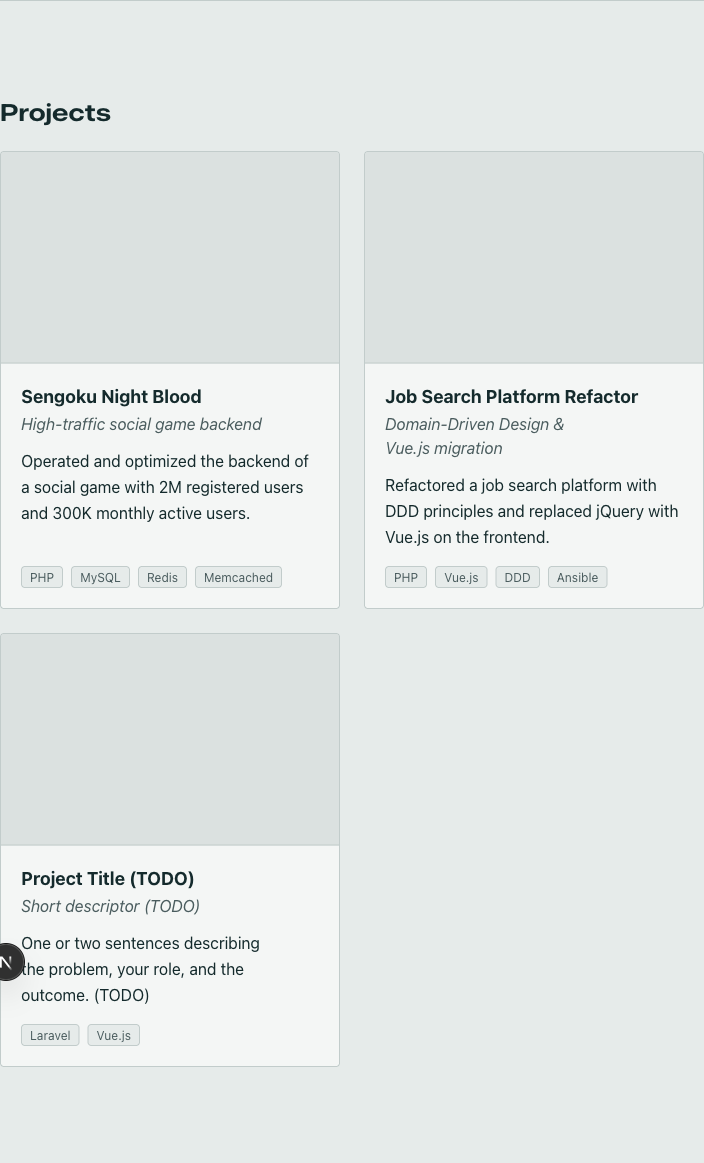 Projects
Sengoku Night Blood
High-traffic social game backend
Operated and optimized the backend of
a social game with 2M registered users
and 300K monthly active users.
PHP MySQL Redis Memcached
Job Search Platform Refactor
Domain-Driven Design &
Vue.js migration
Refactored a job search platform with
DDD principles and replaced jQuery with
Vue.js on the frontend.
PHP Vue.js DDD Ansible
Project Title (TODO)
Short descriptor (TODO)
One or two sentences describing
the problem, your role, and the
outcome. (TODO)
N
Laravel Vue.js